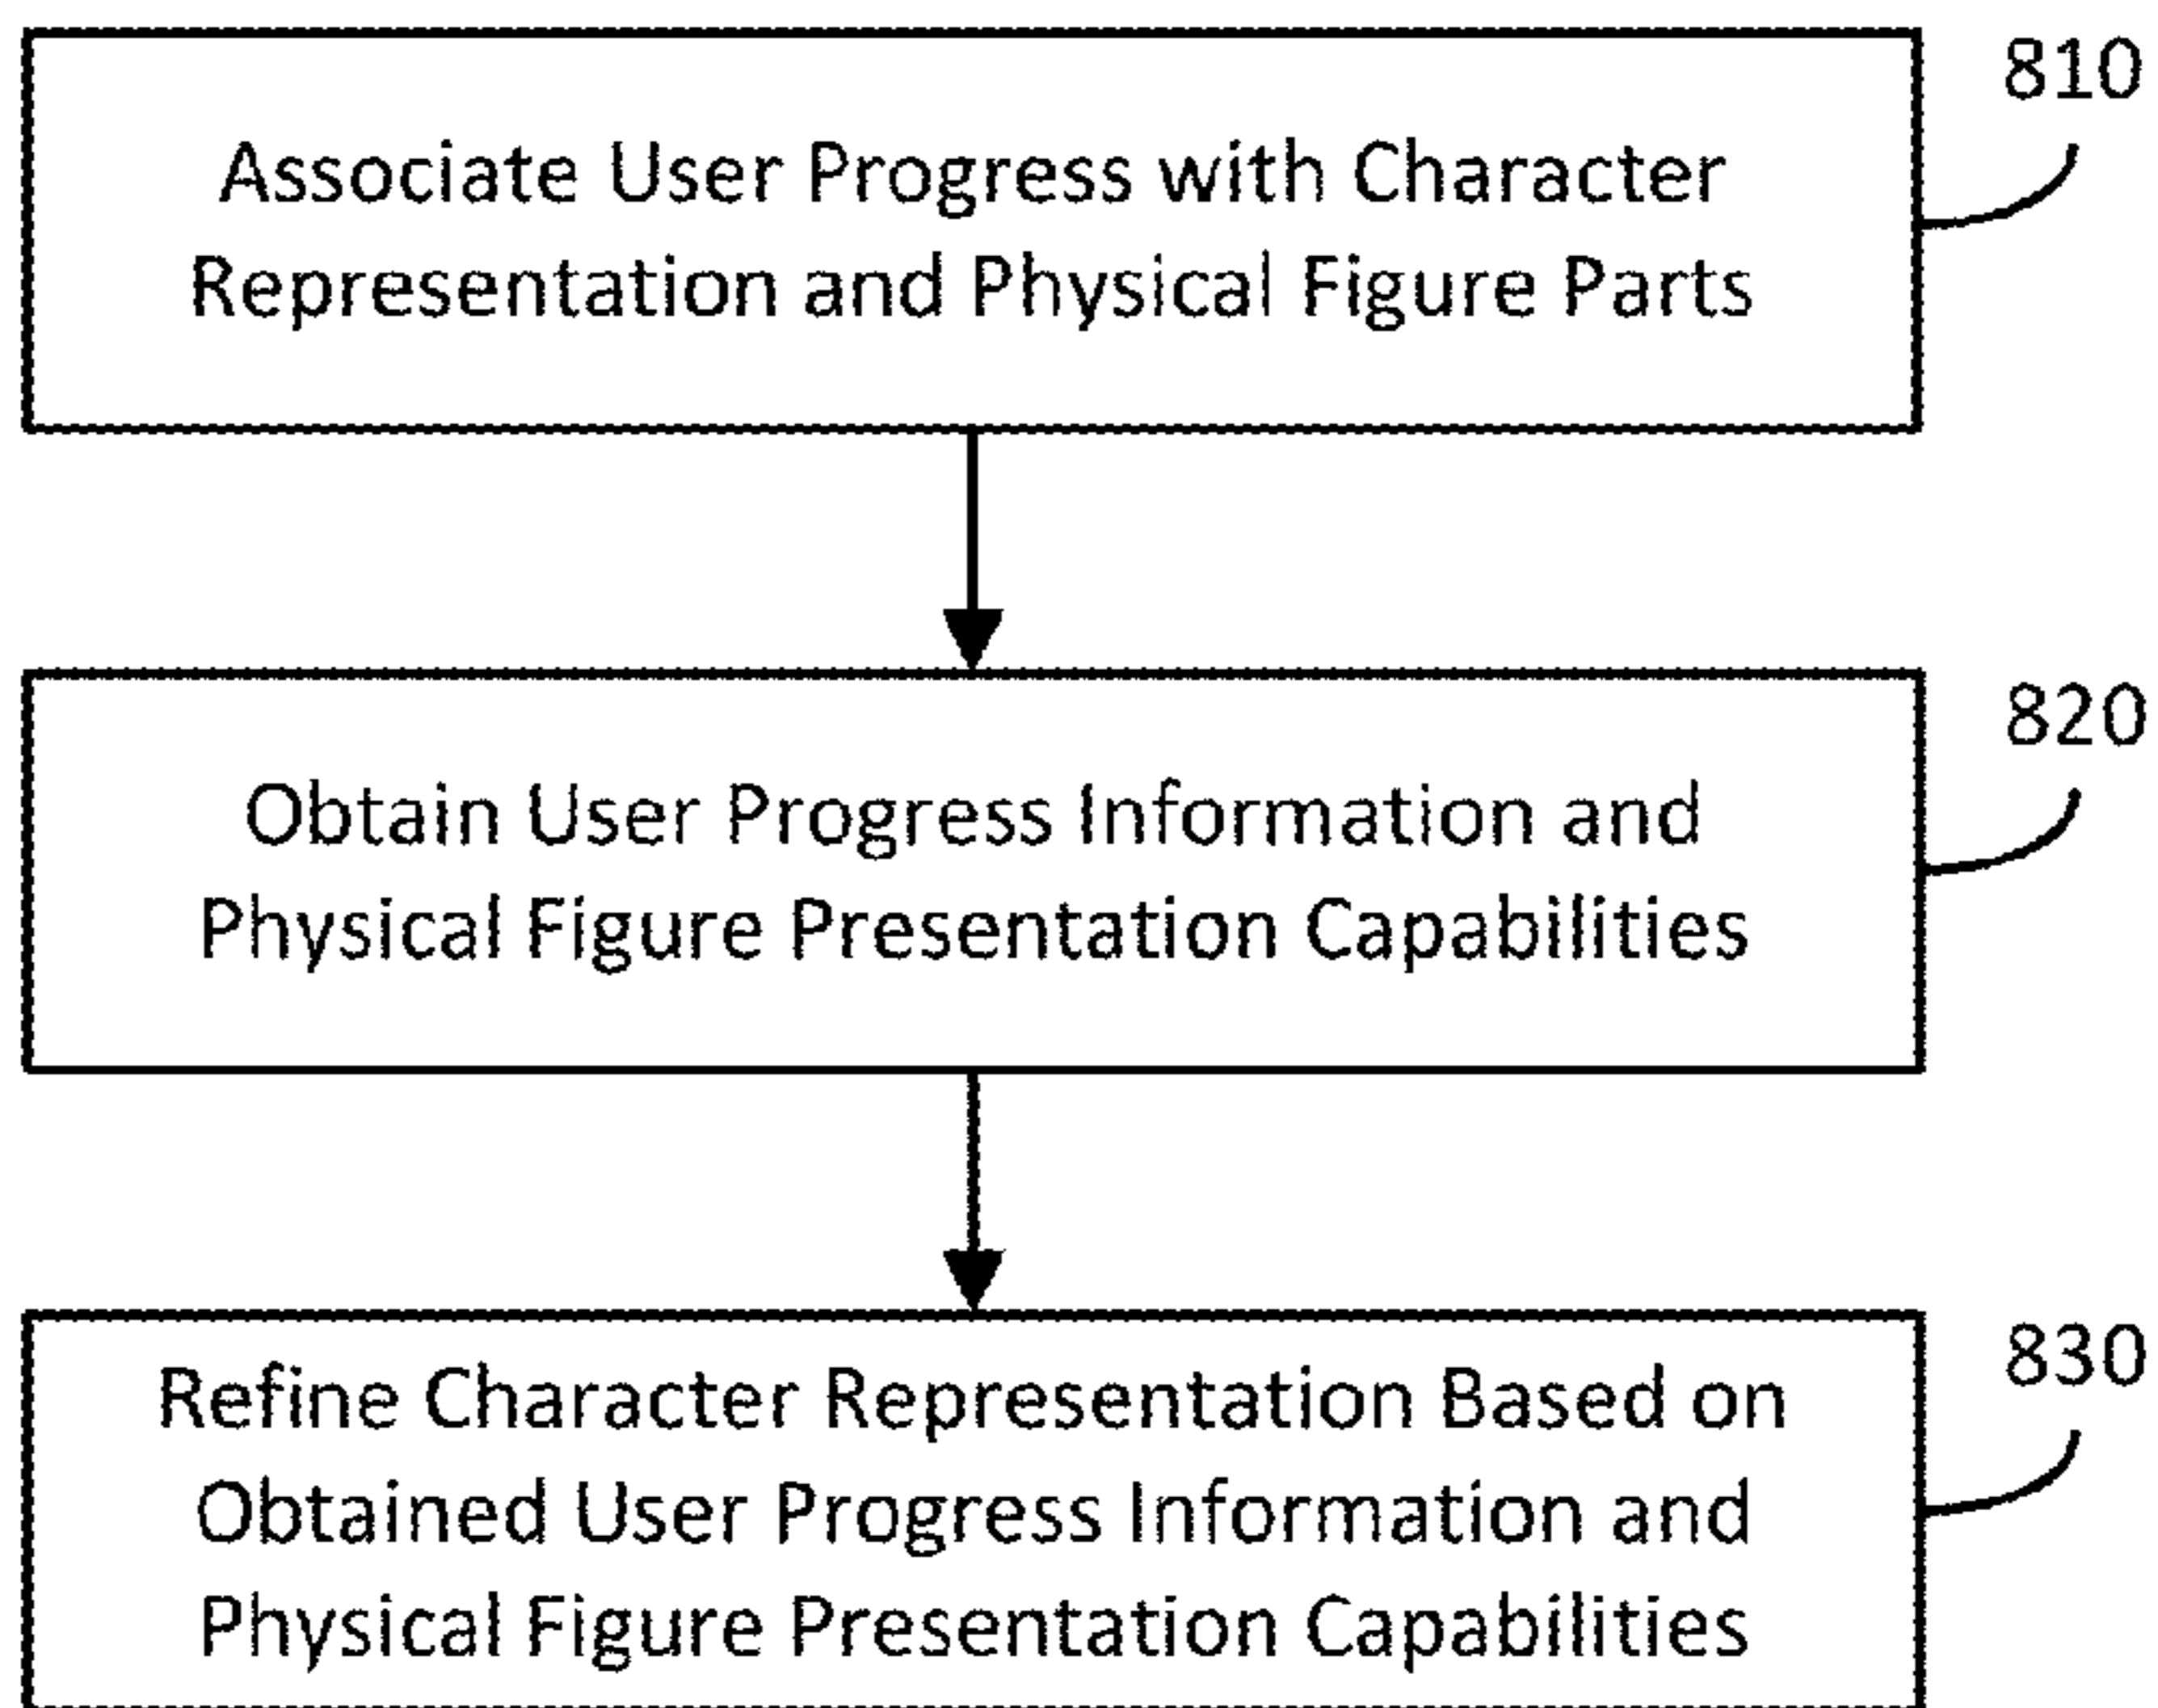 810
Associate User Progress with Character
Representation and Physical Figure Parts
820
Obtain User Progress Information and
Physical Figure Presentation Capabilities
830
Refine Character Representation Based on
Obtained User Progress Information and
Physical Figure Presentation Capabilities